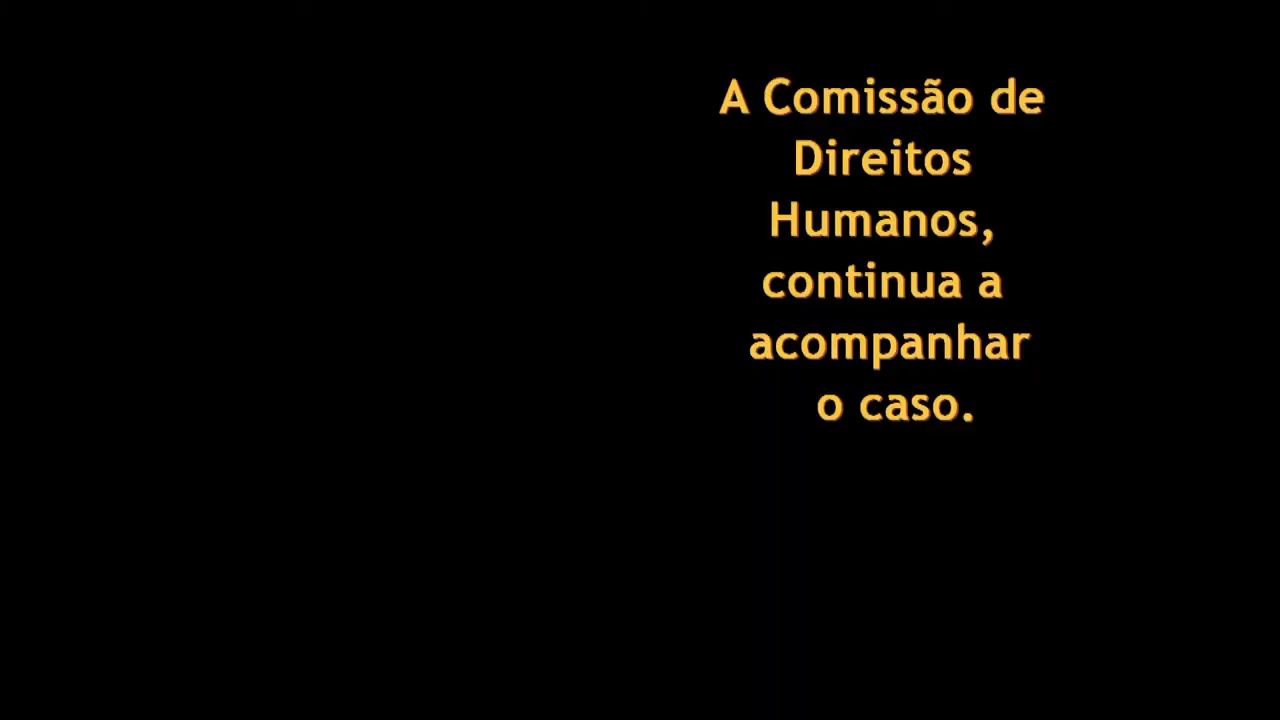 A Comissão de
Direitos
Humanos,
continua a
acompanhar
o caso.